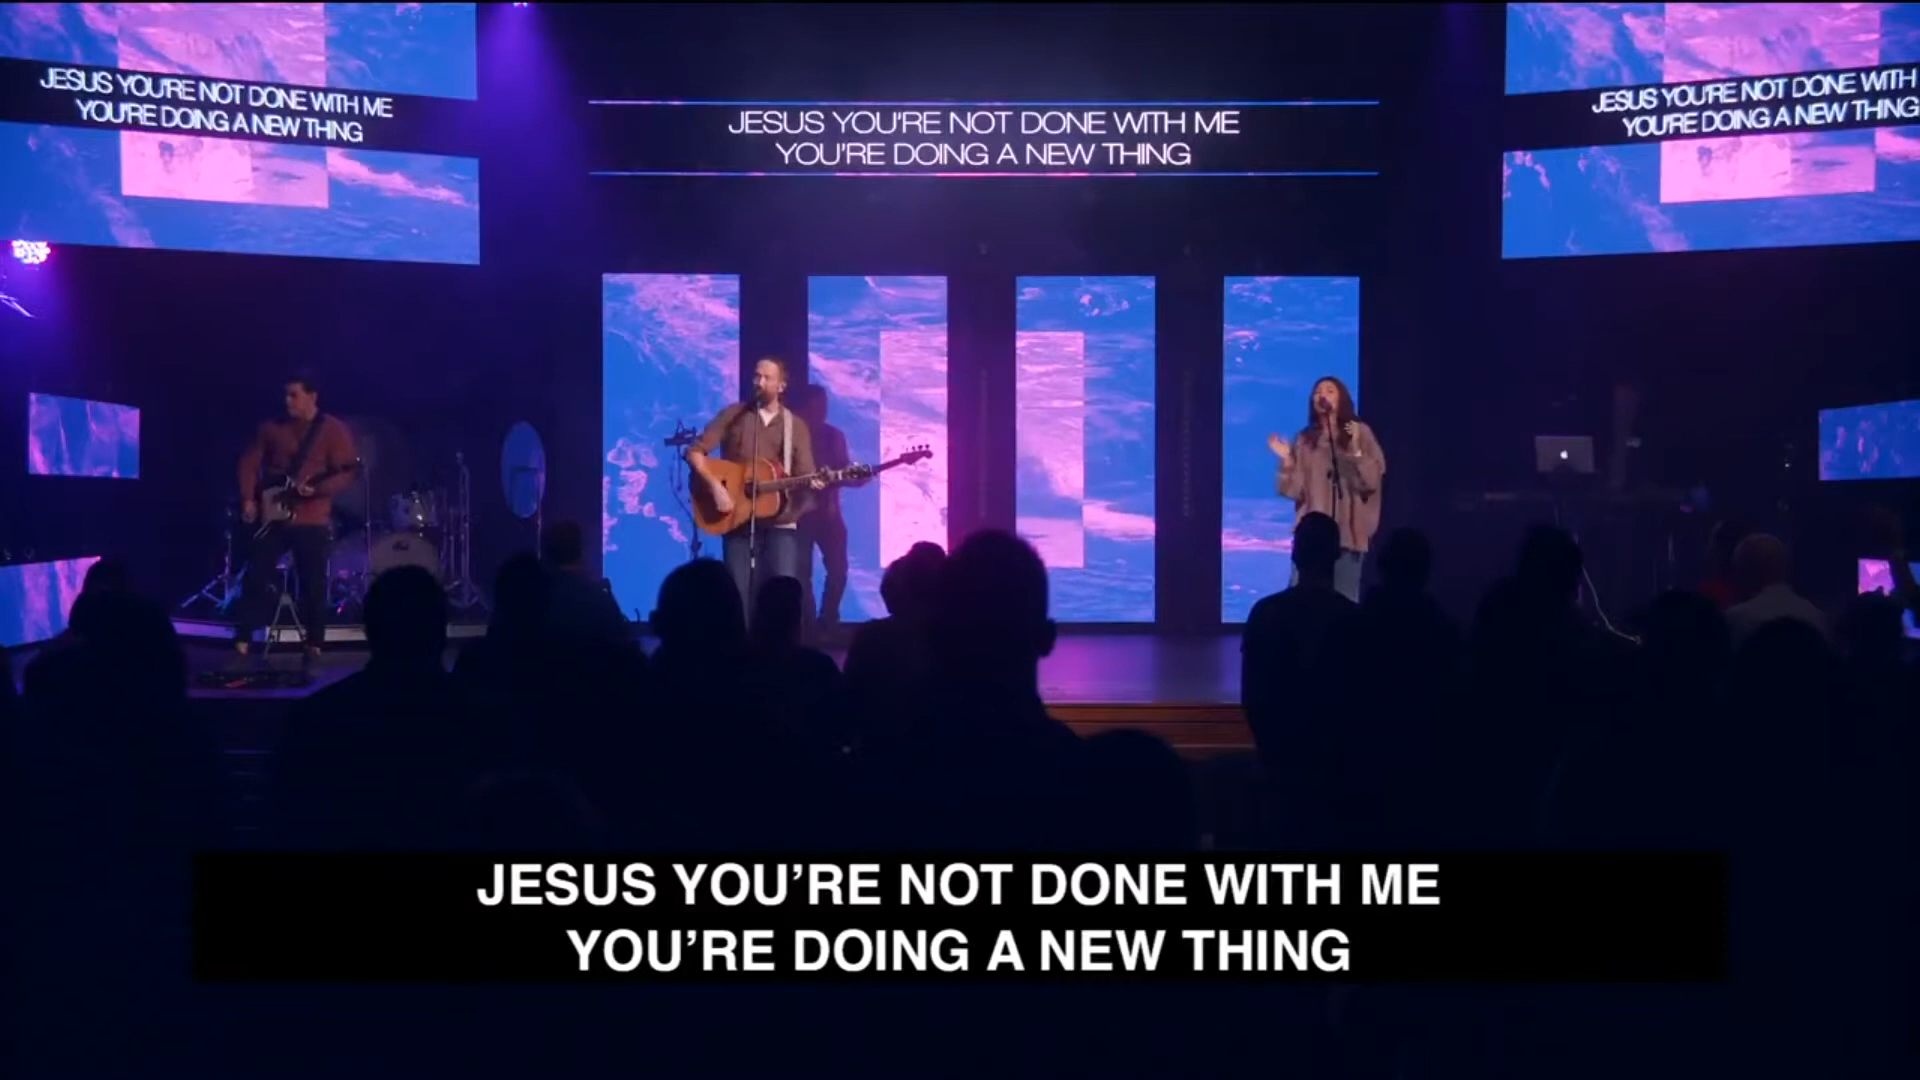 JESUS YOU'RE NOT DONE WITH ME
YOU'RE DOING A NEW THING
JESUS YOU'RE NOT DONE WITH ME
YOU'RE DOING A NEW THING
JESUS YOU'RE NOT DONE WITH
YOU'RE DOING A NEW THING
JESUS YOU’RE NOT DONE WITH ME
YOU’RE DOING A NEW THING